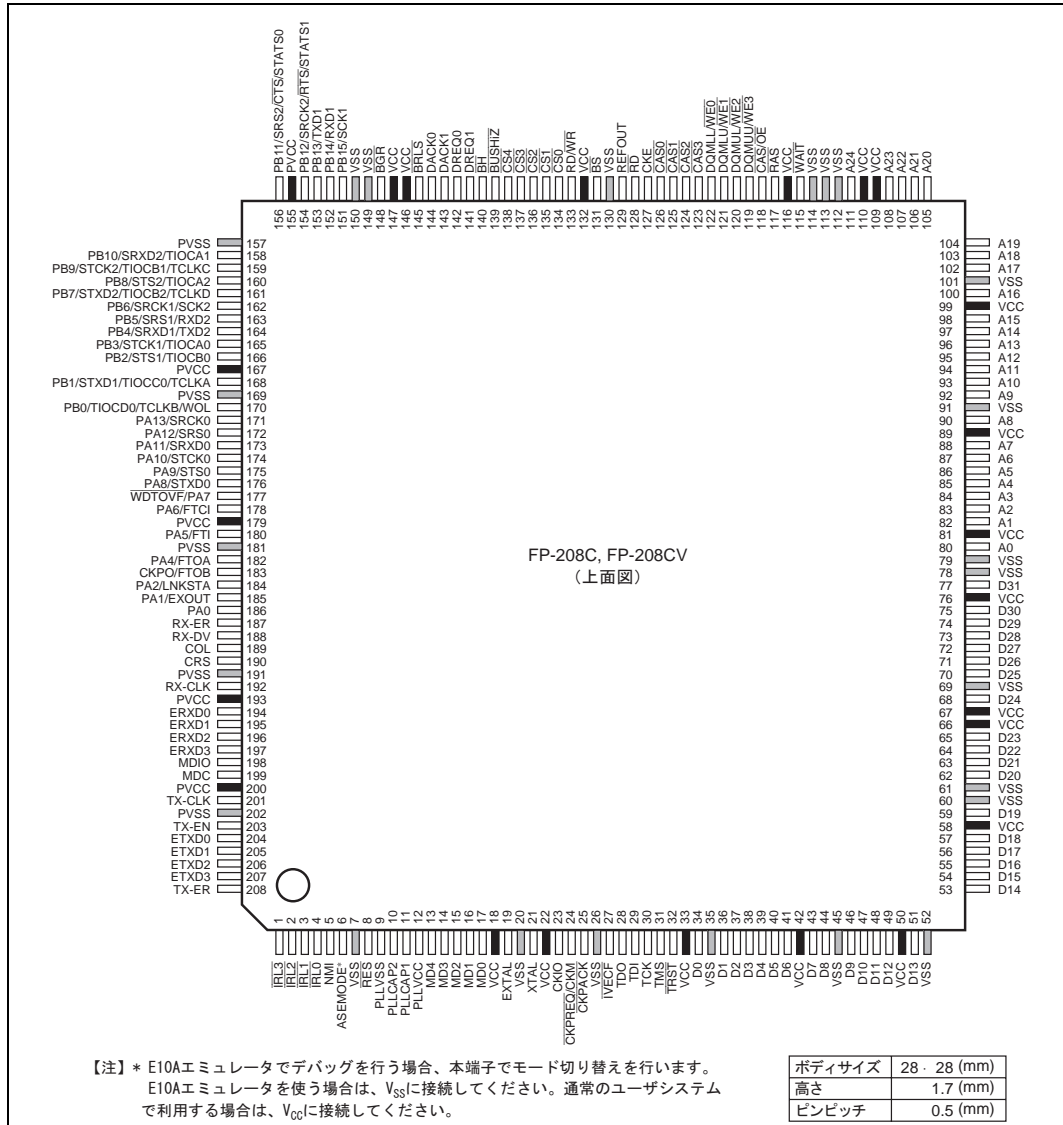 PB11/SRS2/CTS/STATS0 156
PVCC 155
PB12/SRCK2/RTS/STATS1 154
PB13/TXD1 153
PB14/RXD1 152
PB15/SCK1 151
VSS 150
VSS 149
BGR 148
VCC 147
VCC 146
BRLS 145
DACK0 144
DACK1 143
DREQ0 142
DREQ1 141
BH 140
BUSHiZ 139
CS4 138
CS3 137
CS2 136
CS1 135
CS0 134
RD/WR 133
VCC 132
BS 131
VSS 130
REFOUT 129
RD 128
CKE 127
CAS0 126
CAS1 125
CAS2 124
CAS3 123
DQMLL/WE0 122
DQMLU/WE1 121
DQMUL/WE2 120
DQMUU/WE3 119
CAS/OE 118
RAS 117
VCC 116
WAIT 115
VSS 114
VSS 113
VSS 112
A24 111
VCC 110
VCC 109
A23 108
A22 107
A21 106
A20 105
PVSS 157
PB10/SRXD2/TIOCA1 158
PB9/STCK2/TIOCB1/TCLKC 159
PB8/STS2/TIOCA2 160
PB7/STXD2/TIOCB2/TCLKD 161
PB6/SRCK1/SCK2 162
PB5/SRS1/RXD2 163
PB4/SRXD1/TXD2 164
PB3/STCK1/TIOCA0 165
PB2/STS1/TIOCB0 166
PVCC 167
PB1/STXD1/TIOCC0/TCLKA 168
PVSS 169
PB0/TIOCD0/TCLKB/WOL 170
PA13/SRCK0 171
PA12/SRS0 172
PA11/SRXD0 173
PA10/STCK0 174
PA9/STS0 175
PA8/STXD0 176
WDTOVF/PA7 177
PA6/FTCI 178
PVCC 179
PA5/FTI 180
PVSS 181
PA4/FTOA 182
CKPO/FTOB 183
PA2/LNKSTA 184
PA1/EXOUT 185
PA0 186
RX-ER 187
RX-DV 188
COL 189
CRS 190
PVSS 191
RX-CLK 192
PVCC 193
ERXD0 194
ERXD1 195
ERXD2 196
ERXD3 197
MDIO 198
MDC 199
PVCC 200
TX-CLK 201
PVSS 202
TX-EN 203
ETXD0 204
ETXD1 205
ETXD2 206
ETXD3 207
TX-ER 208
FP-208C, FP-208CV
（上面図）
104 A19
103 A18
102 A17
101 VSS
100 A16
99 VCC
98 A15
97 A14
96 A13
95 A12
94 A11
93 A10
92 A9
91 VSS
90 A8
89 VCC
88 A7
87 A6
86 A5
85 A4
84 A3
83 A2
82 A1
81 VCC
80 A0
79 VSS
78 VSS
77 D31
76 VCC
75 D30
74 D29
73 D28
72 D27
71 D26
70 D25
69 VSS
68 D24
67 VCC
66 VCC
65 D23
64 D22
63 D21
62 D20
61 VSS
60 VSS
59 D19
58 VCC
57 D18
56 D17
55 D16
54 D15
53 D14
1 IRL3
2 IRL2
3 IRL1
4 IRL0
5 NMI
6 ASEMODE*
7 VSS
8 RES
9 PLLVSS
10 PLLCAP2
11 PLLCAP1
12 PLLVCC
13 MD4
14 MD3
15 MD2
16 MD1
17 MD0
18 VCC
19 EXTAL
20 VSS
21 XTAL
22 VCC
23 CKIO
24 CKPREQ/CKM
25 CKPACK
26 VSS
27 IVECF
28 TDO
29 TDI
30 TCK
31 TMS
32 TRST
33 VCC
34 D0
35 VSS
36 D1
37 D2
38 D3
39 D4
40 D5
41 D6
42 VCC
43 D7
44 D8
45 VSS
46 D9
47 D10
48 D11
49 D12
50 VCC
51 D13
52 VSS
【注】* E10Aエミュレータでデバッグを行う場合、本端子でモード切り替えを行います。
E10Aエミュレータを使う場合は、VSSに接続してください。通常のユーザシステム
で利用する場合は、VCCに接続してください。
ボディサイズ 28 · 28 (mm)
高さ 1.7 (mm)
ピンピッチ 0.5 (mm)